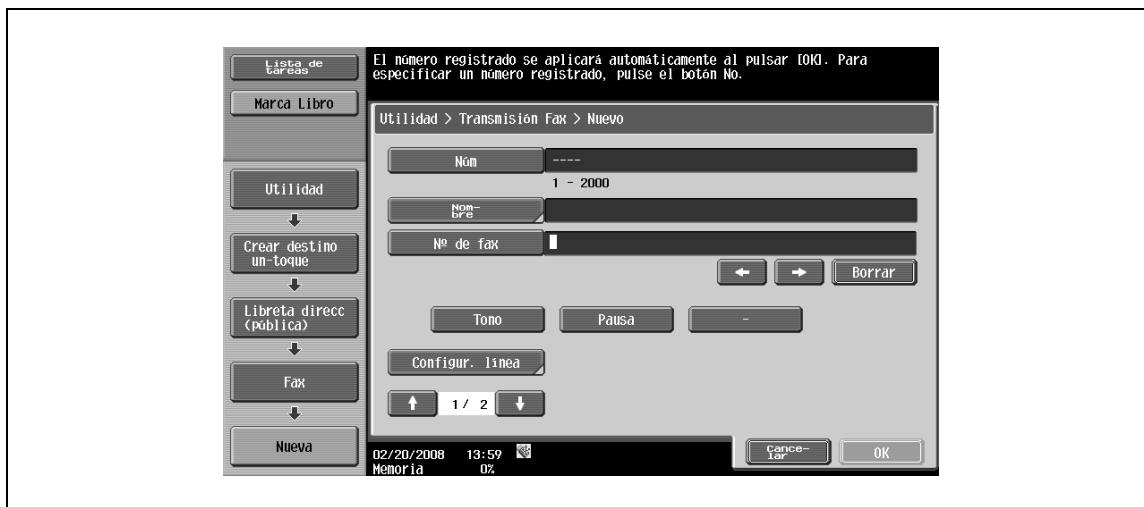 Lista de
tareas
Marca Libro
El número registrado se aplicará automáticamente al pulsar [OK]. Para
especificar un número registrado, pulse el botón No.
Utilidad > Transmisión Fax > Nuevo
Núm
----
1 - 2000
Nom-
bre
Nº de fax
Borrar
Tono
Pausa
-
Configur. línea
1/ 2
Utilidad
Crear destino
un-toque
Libreta direcc
(pública)
Fax
Nueva
02/20/2008 13:59
Memoria 0%
Cance-
lar
OK